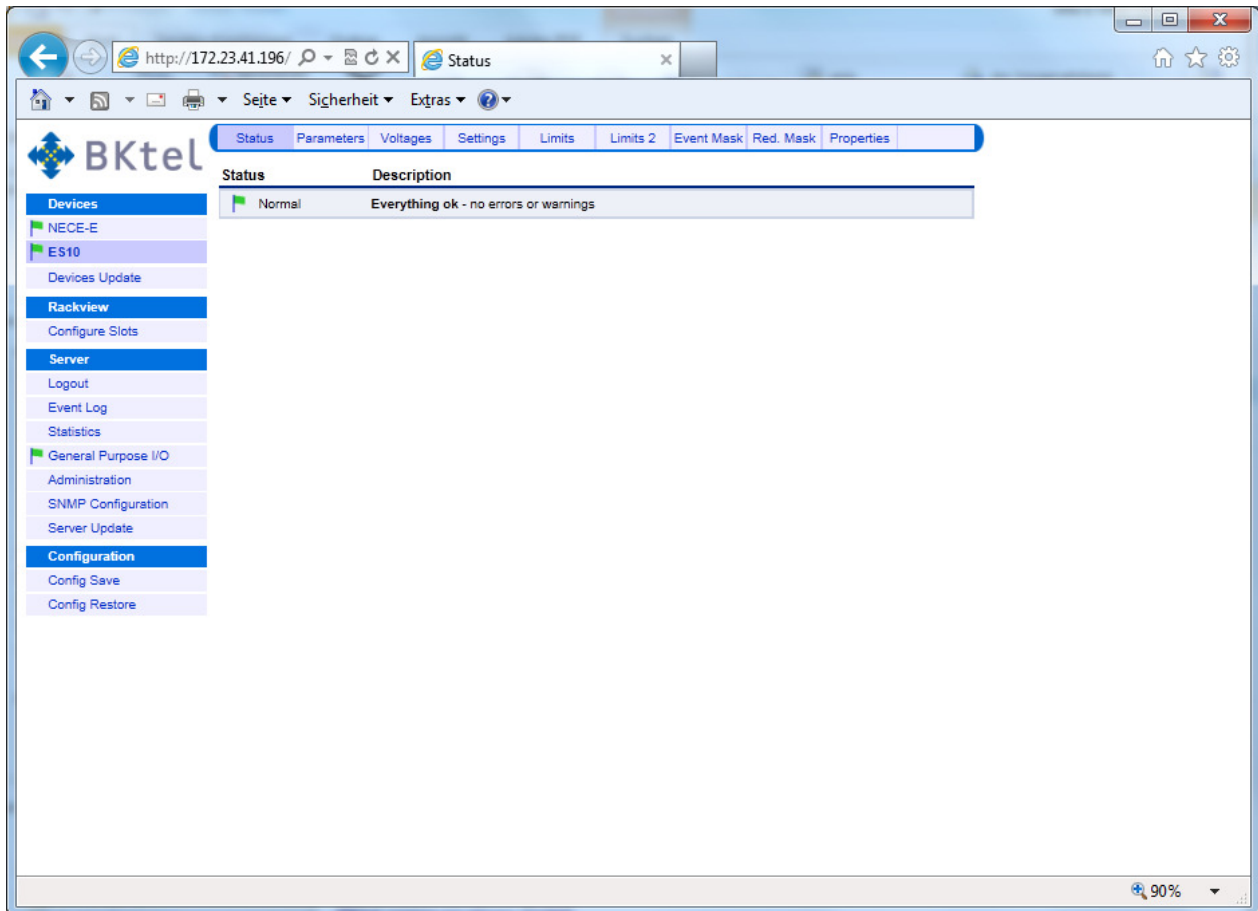 http://172.23.41.196/ Status
Seite Sicherheit Extras
BKtel
Status Parameters Voltages Settings Limits Limits 2 Event Mask Red. Mask Properties
Status Description
Normal Everything ok - no errors or warnings
Devices
NECE-E
ES10
Devices Update
Rackview
Configure Slots
Server
Logout
Event Log
Statistics
General Purpose I/O
Administration
SNMP Configuration
Server Update
Configuration
Config Save
Config Restore
90%